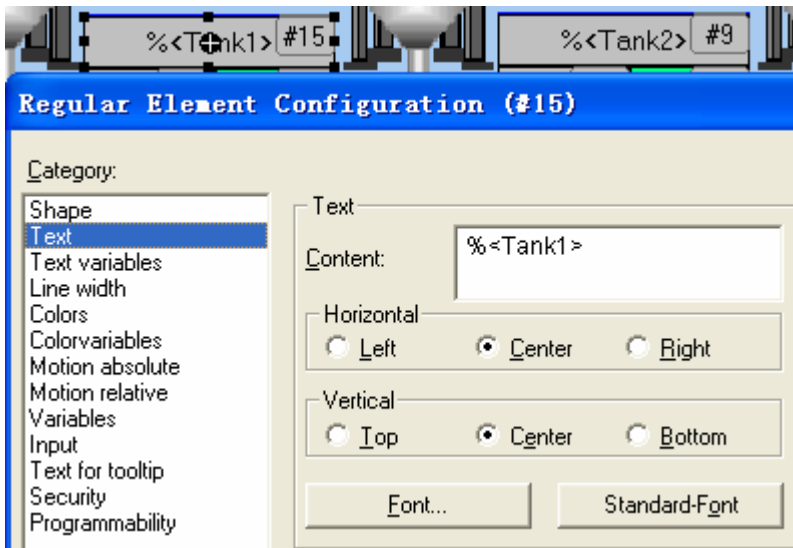 %<Tank1> #15 %<Tank2> #9
Regular Element Configuration (#15)
Category:
Shape
Text
Text variables
Line width
Colors
Colorvariables
Motion absolute
Motion relative
Variables
Input
Text for tooltip
Security
Programmability
Text
Content: %<Tank1>
Horizontal
Left Center Right
Vertical
Top Center Bottom
Font... Standard-Font